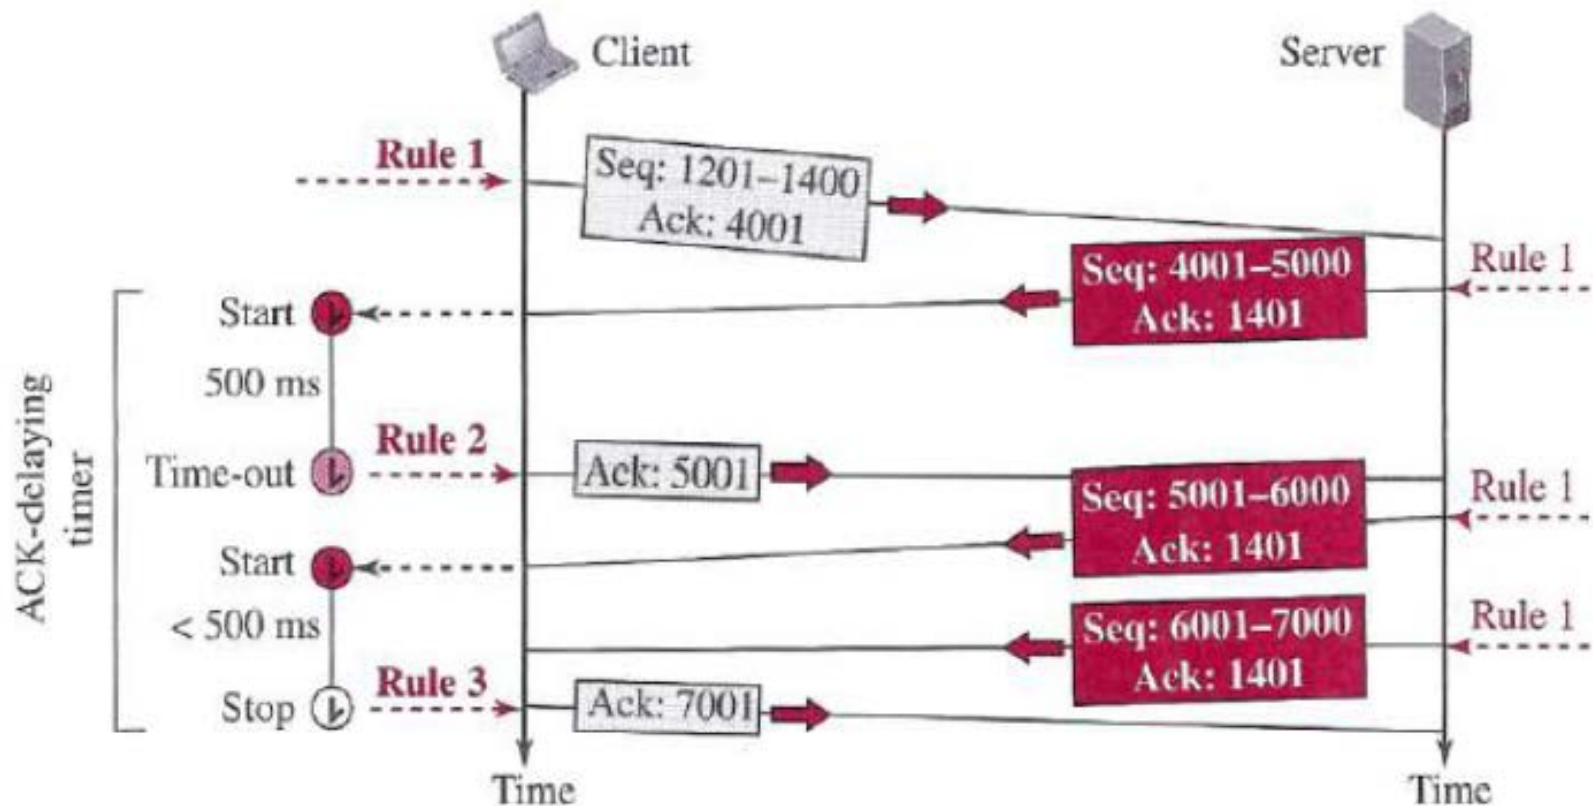 Client
Server
Rule 1
Seq: 1201–1400
Ack: 4001
Rule 1
Seq: 4001–5000
Ack: 1401
Start
500 ms
Rule 2
Time-out
Ack: 5001
Rule 1
Seq: 5001–6000
Ack: 1401
Start
< 500 ms
Rule 1
Seq: 6001–7000
Ack: 1401
Rule 3
Stop
Ack: 7001
ACK-delaying
timer
Time
Time